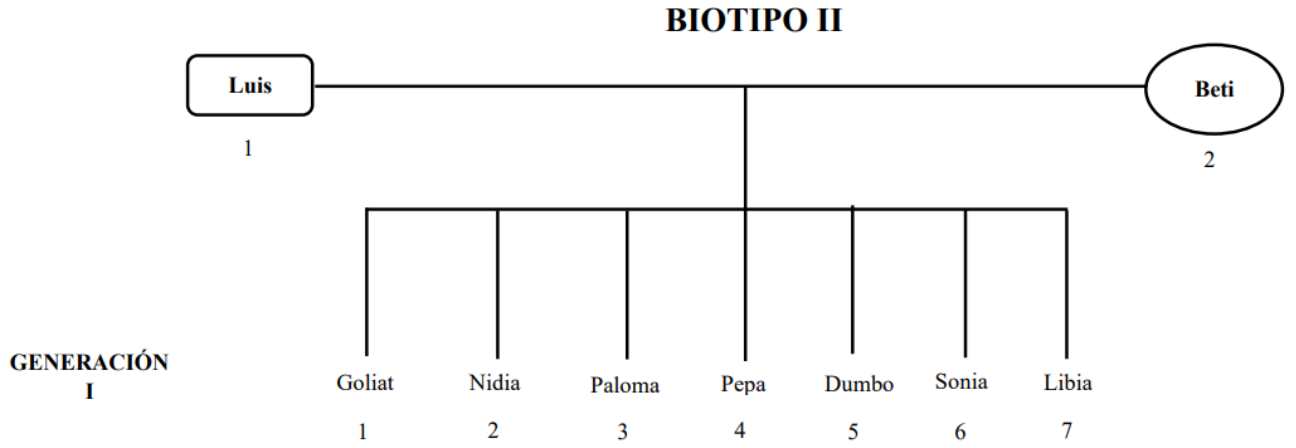 BIOTIPO II
Luis
Beti
1
2
GENERACIÓN
I
Goliat Nidia Paloma Pepa Dumbo Sonia Libia
1 2 3 4 5 6 7